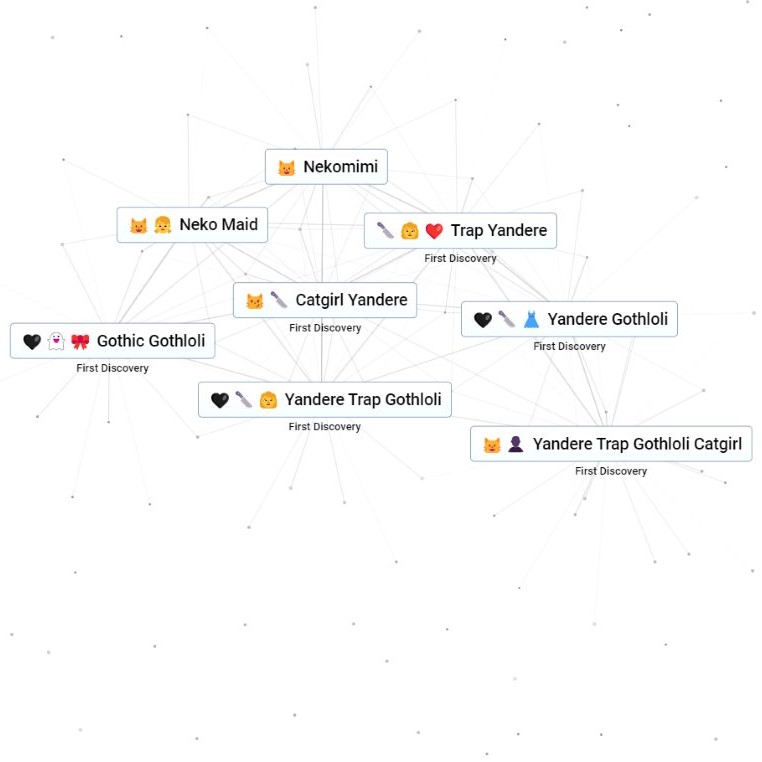 Nekomimi
Neko Maid
Trap Yandere
First Discovery
Catgirl Yandere
First Discovery
Yandere Gothloli
First Discovery
Gothic Gothloli
First Discovery
Yandere Trap Gothloli
First Discovery
Yandere Trap Gothloli Catgirl
First Discovery